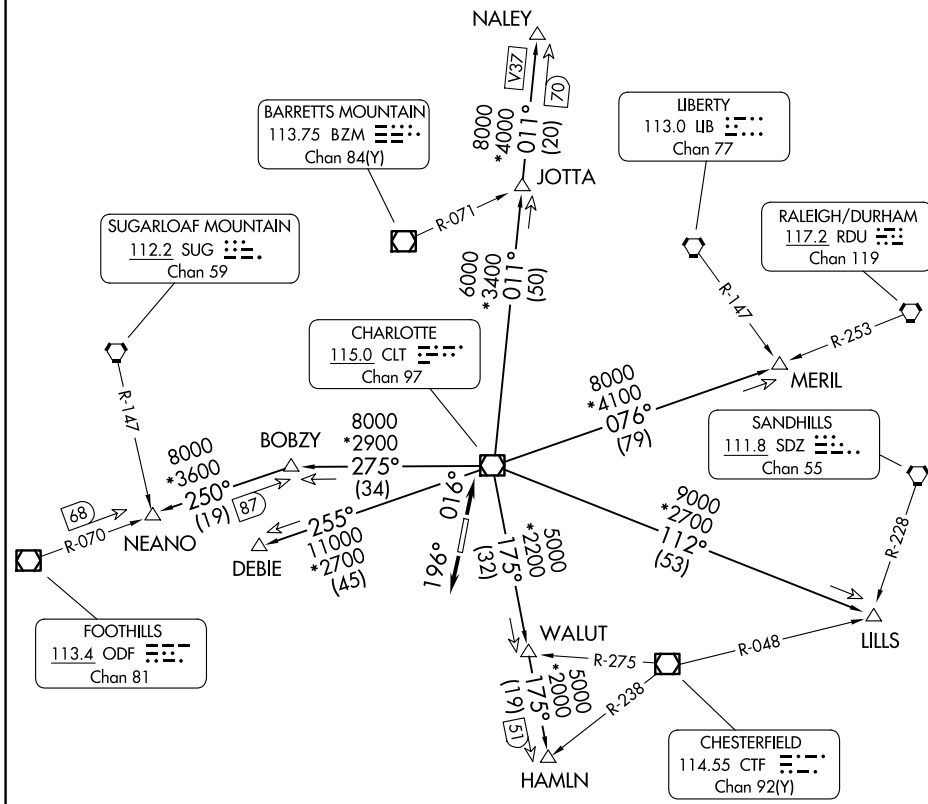 NALEY
V37
70
8000
*4000
011°
(20)
BARRETTS MOUNTAIN
113.75 BZM
Chan 84(Y)
LIBERTY
113.0 LIB
Chan 77
JOTTA
R-071
SUGARLOAF MOUNTAIN
112.2 SUG
Chan 59
RALEIGH/DURHAM
117.2 RDU
Chan 119
6000
*3400
011°
(50)
R-147
R-253
MERIL
CHARLOTTE
115.0 CLT
Chan 97
R-147
8000
*4100
076°
(79)
SANDHILLS
111.8 SDZ
Chan 55
BOBZY
8000
*2900
275°
(34)
8000
*3600
250°
(19)
87
68
R-070
NEANO
DEBIE
255°
11000
*2700
(45)
016°
196°
5000
*2200
175°
(32)
9000
*2700
112°
(53)
R-228
LILLS
FOOTHILLS
113.4 ODF
Chan 81
WALUT
R-275
R-048
R-238
5000
*2000
175°
(19)
51
HAMLN
CHESTERFIELD
114.55 CTF
Chan 92(Y)